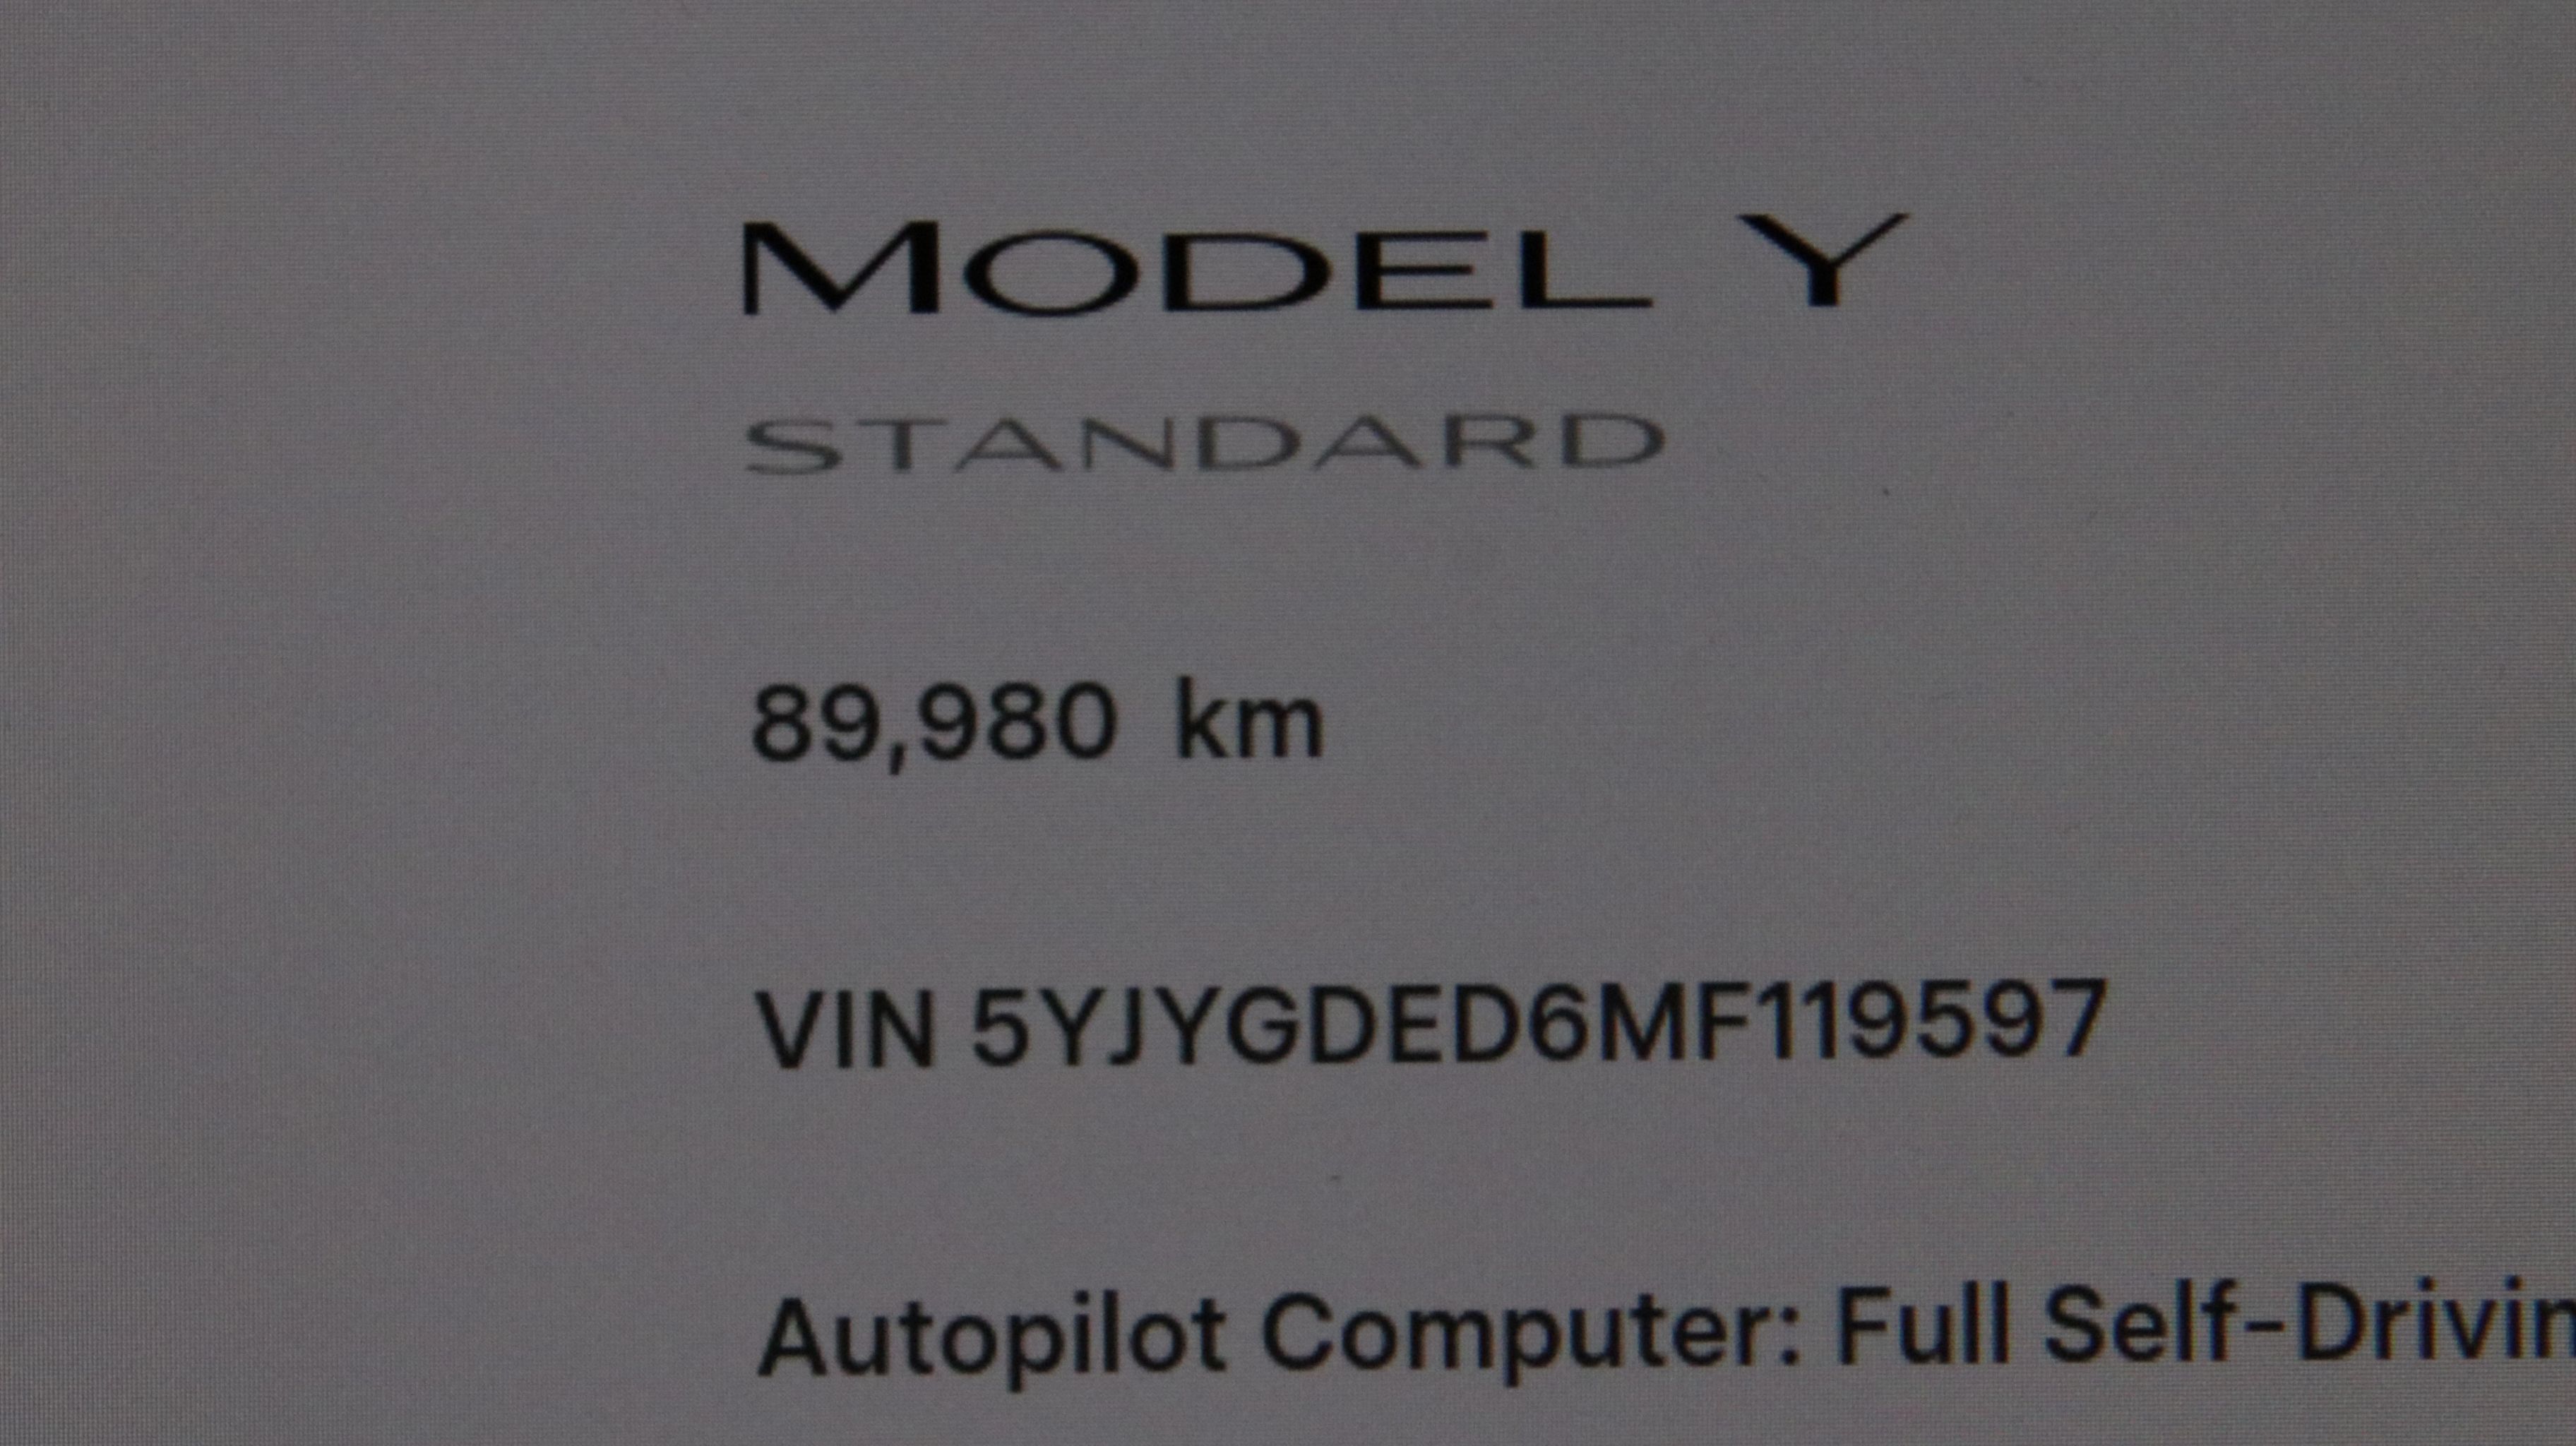 MODEL Y
STANDARD
89,980 km
VIN 5YJYGDED6MF119597
Autopilot Computer: Full Self-Drivin